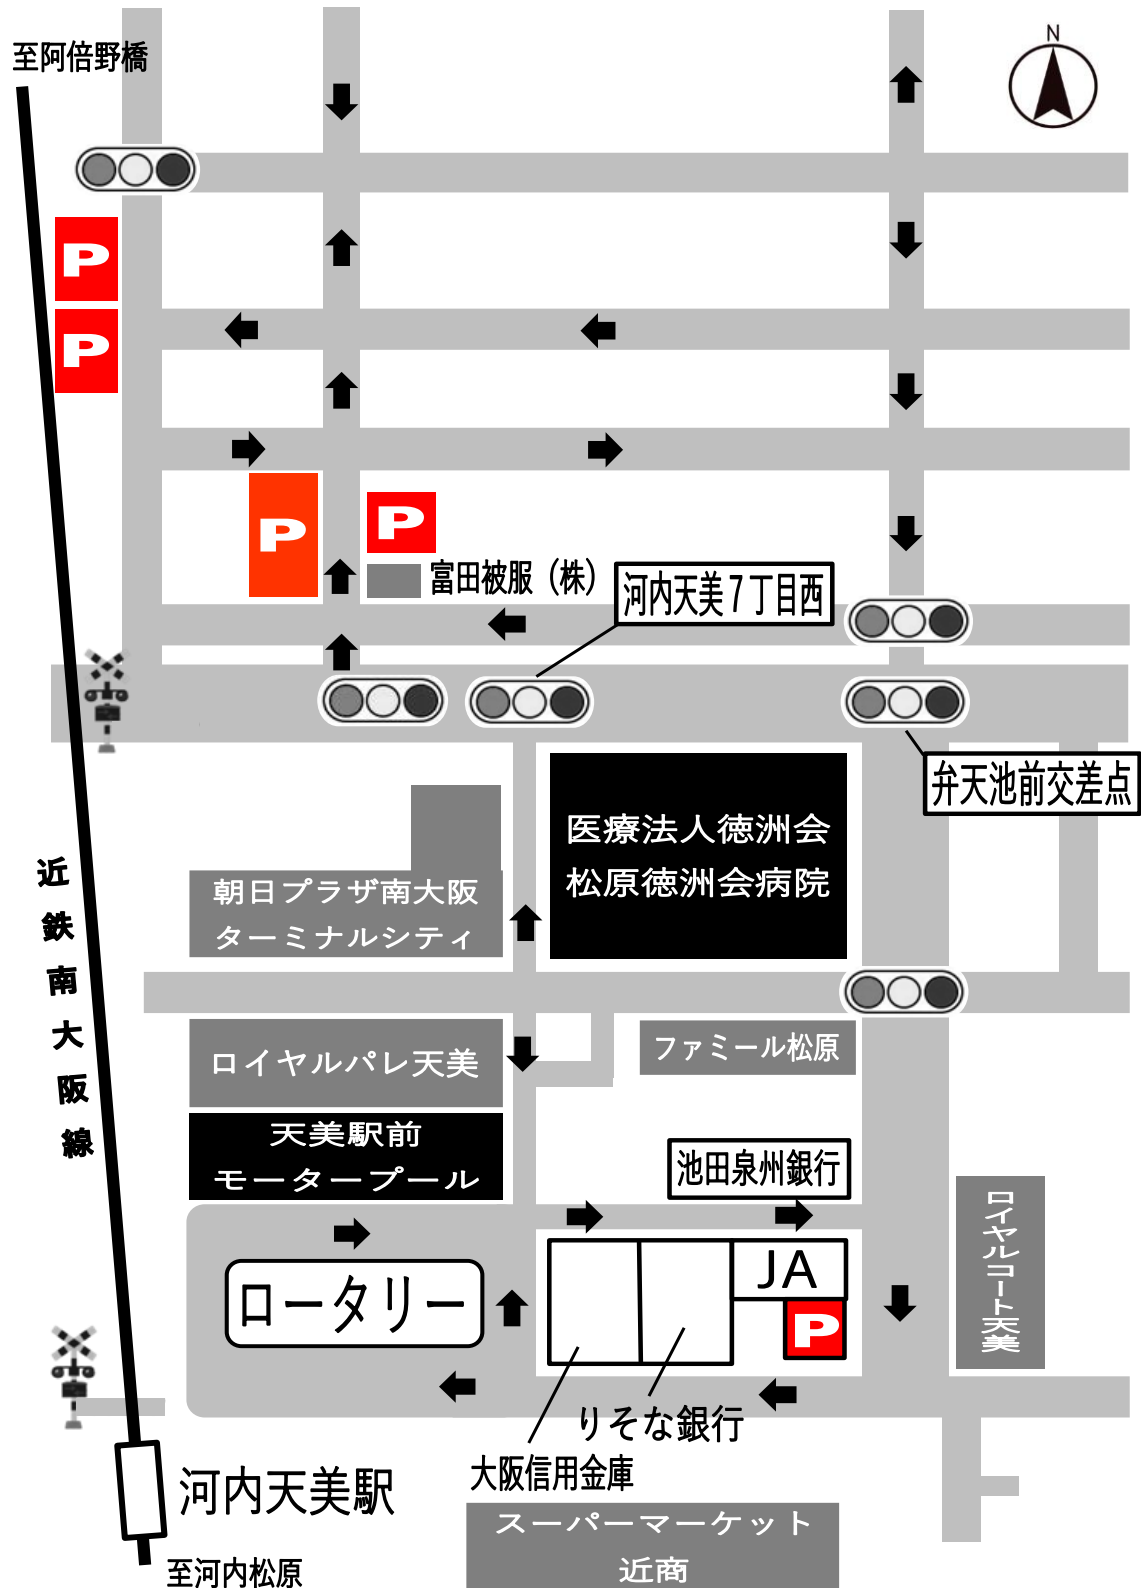 N
至阿倍野橋
P
P
P
P
富田被服（株）
河内天美７丁目西
弁天池前交差点
医療法人徳洲会
松原徳洲会病院
朝日プラザ南大阪
ターミナルシティ
近鉄南大阪線
ロイヤルパレ天美
ファミール松原
天美駅前
モータープール
池田泉州銀行
ロイヤルコート天美
JA
P
ロータリー
りそな銀行
大阪信用金庫
河内天美駅
スーパーマーケット
近商
至河内松原